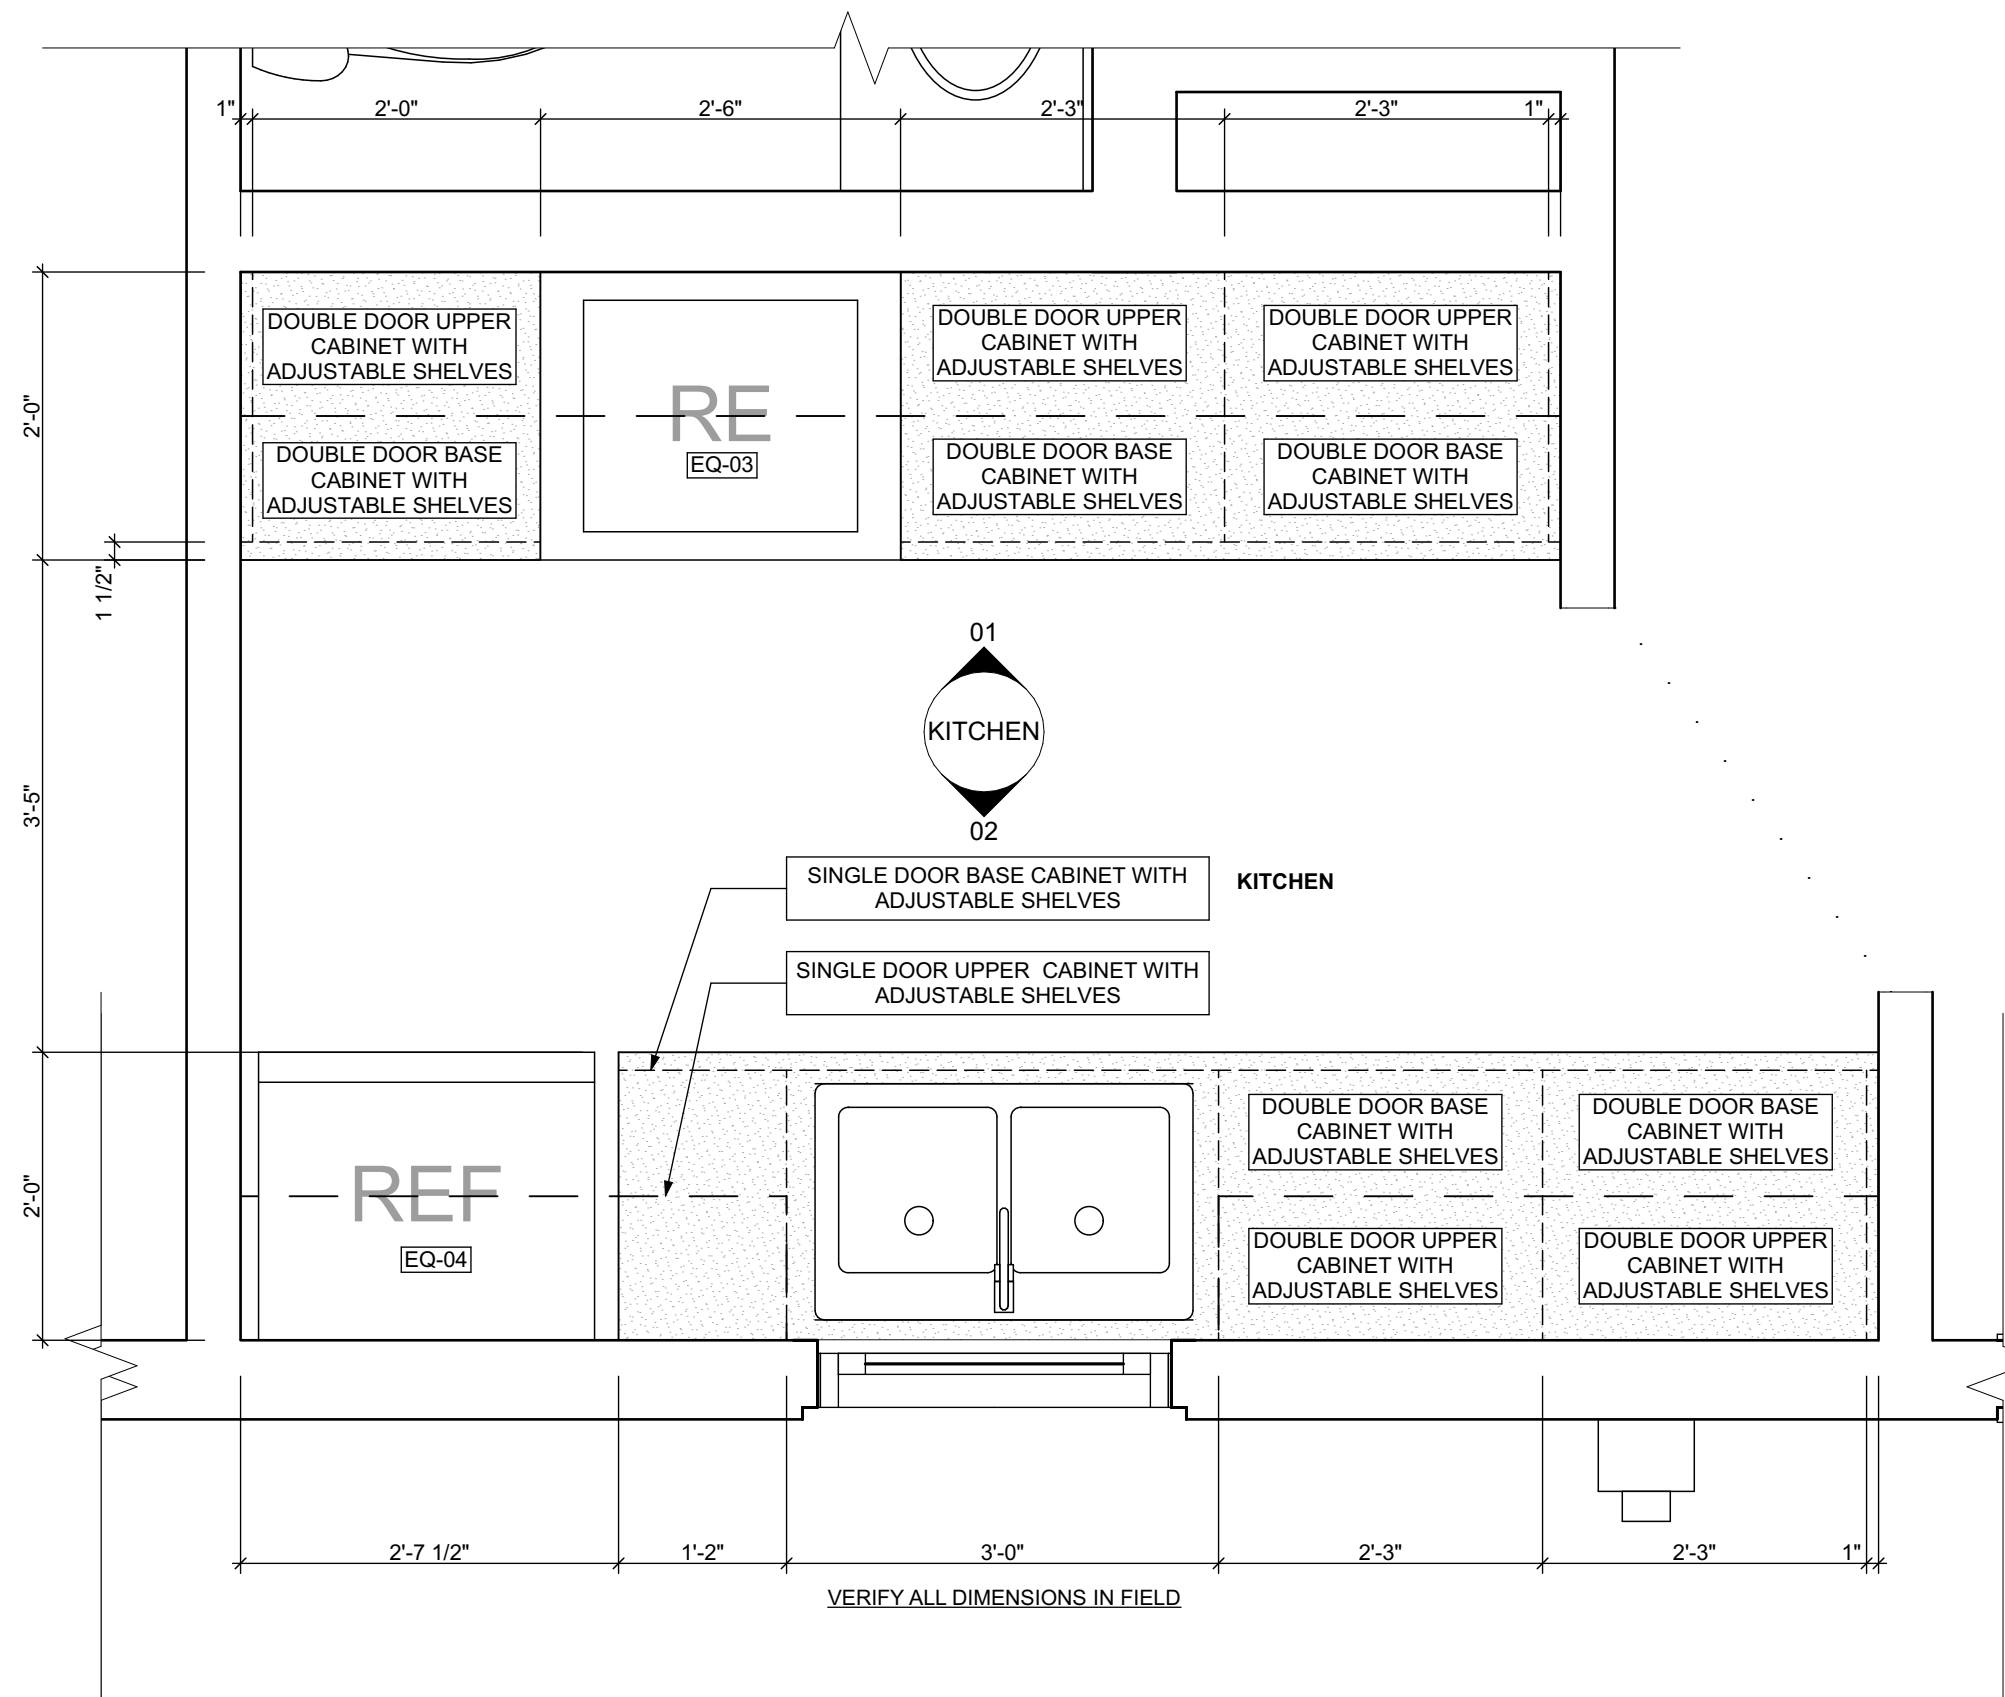 1" 2'-0" 2'-6" 2'-3" 2'-3" 1"
DOUBLE DOOR UPPER
CABINET WITH
ADJUSTABLE SHELVES
DOUBLE DOOR UPPER
CABINET WITH
ADJUSTABLE SHELVES
DOUBLE DOOR UPPER
CABINET WITH
ADJUSTABLE SHELVES
2'-0"
RE
EQ-03
DOUBLE DOOR BASE
CABINET WITH
ADJUSTABLE SHELVES
DOUBLE DOOR BASE
CABINET WITH
ADJUSTABLE SHELVES
DOUBLE DOOR BASE
CABINET WITH
ADJUSTABLE SHELVES
1 1/2"
01
KITCHEN
02
3'-5"
SINGLE DOOR BASE CABINET WITH
ADJUSTABLE SHELVES
KITCHEN
SINGLE DOOR UPPER CABINET WITH
ADJUSTABLE SHELVES
2'-0"
REF
EQ-04
DOUBLE DOOR BASE
CABINET WITH
ADJUSTABLE SHELVES
DOUBLE DOOR BASE
CABINET WITH
ADJUSTABLE SHELVES
DOUBLE DOOR UPPER
CABINET WITH
ADJUSTABLE SHELVES
DOUBLE DOOR UPPER
CABINET WITH
ADJUSTABLE SHELVES
2'-7 1/2" 1'-2" 3'-0" 2'-3" 2'-3" 1"
VERIFY ALL DIMENSIONS IN FIELD